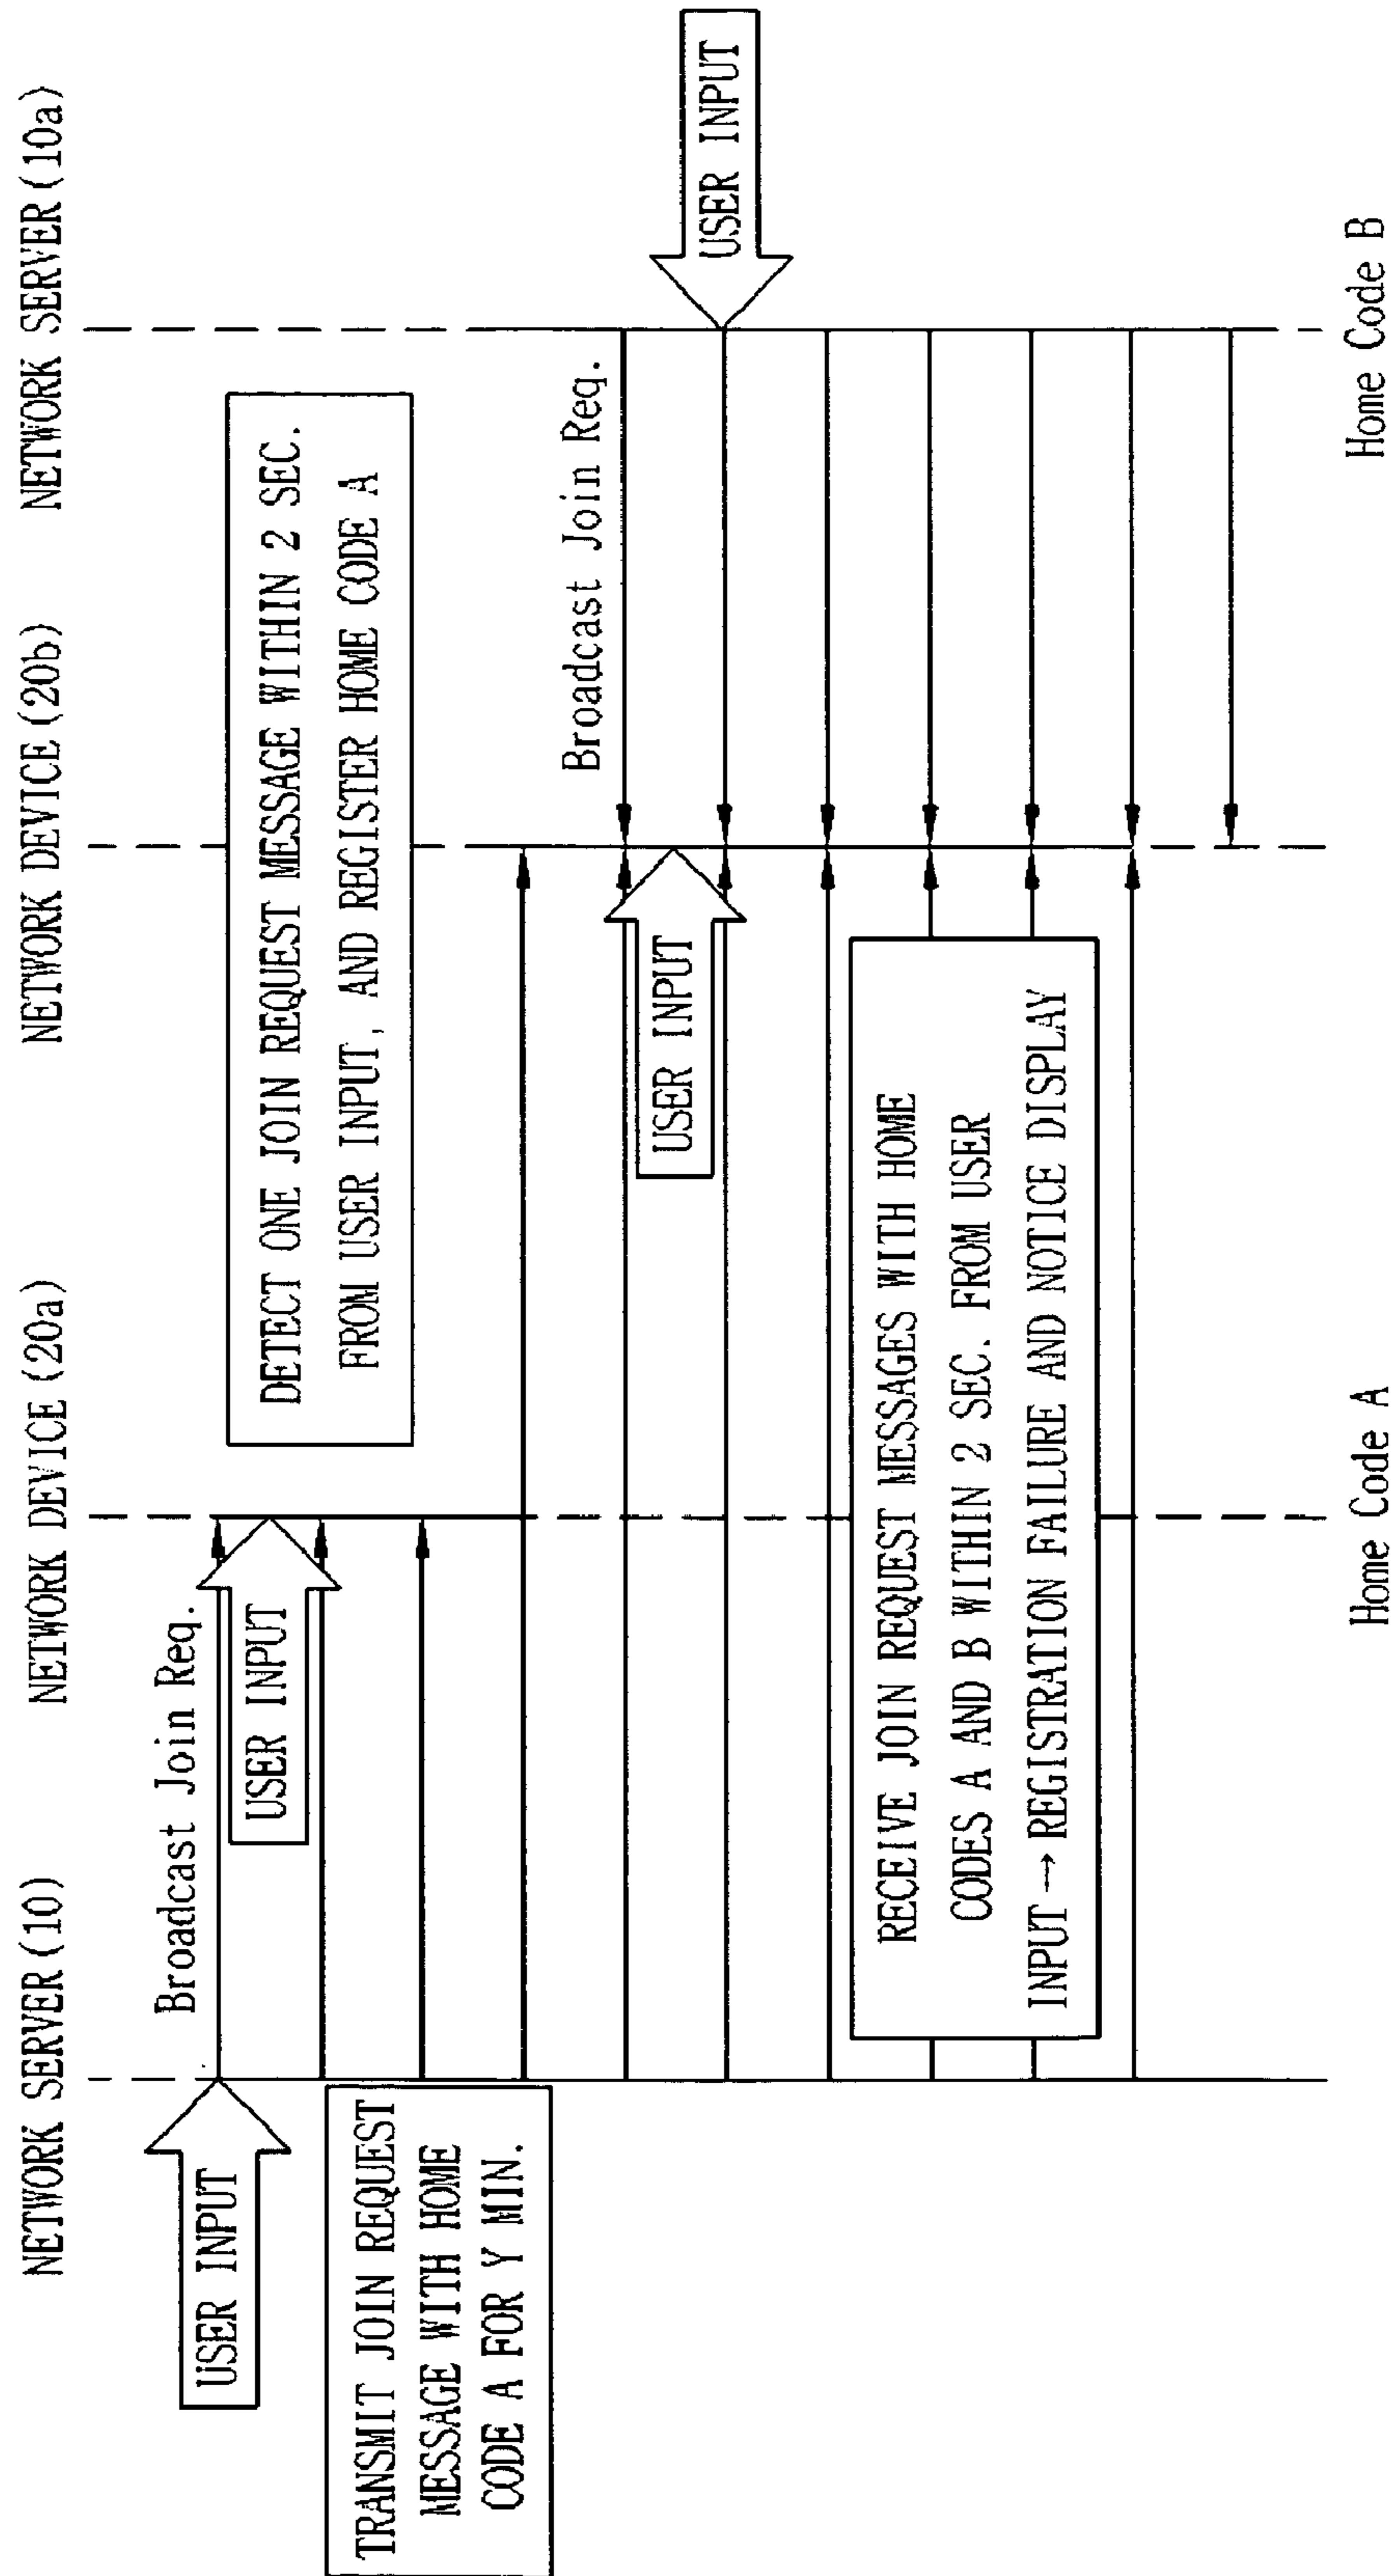 NETWORK SERVER(10)
NETWORK DEVICE(20a)
NETWORK DEVICE(20b)
NETWORK SERVER(10a)
USER INPUT
Broadcast Join Req.
USER INPUT
DETECT ONE JOIN REQUEST MESSAGE WITHIN 2 SEC.
FROM USER INPUT, AND REGISTER HOME CODE A
TRANSMIT JOIN REQUEST
MESSAGE WITH HOME
CODE A FOR Y MIN.
Broadcast Join Req.
USER INPUT
USER INPUT
RECEIVE JOIN REQUEST MESSAGES WITH HOME
CODES A AND B WITHIN 2 SEC. FROM USER
INPUT → REGISTRATION FAILURE AND NOTICE DISPLAY
Home Code A
Home Code B